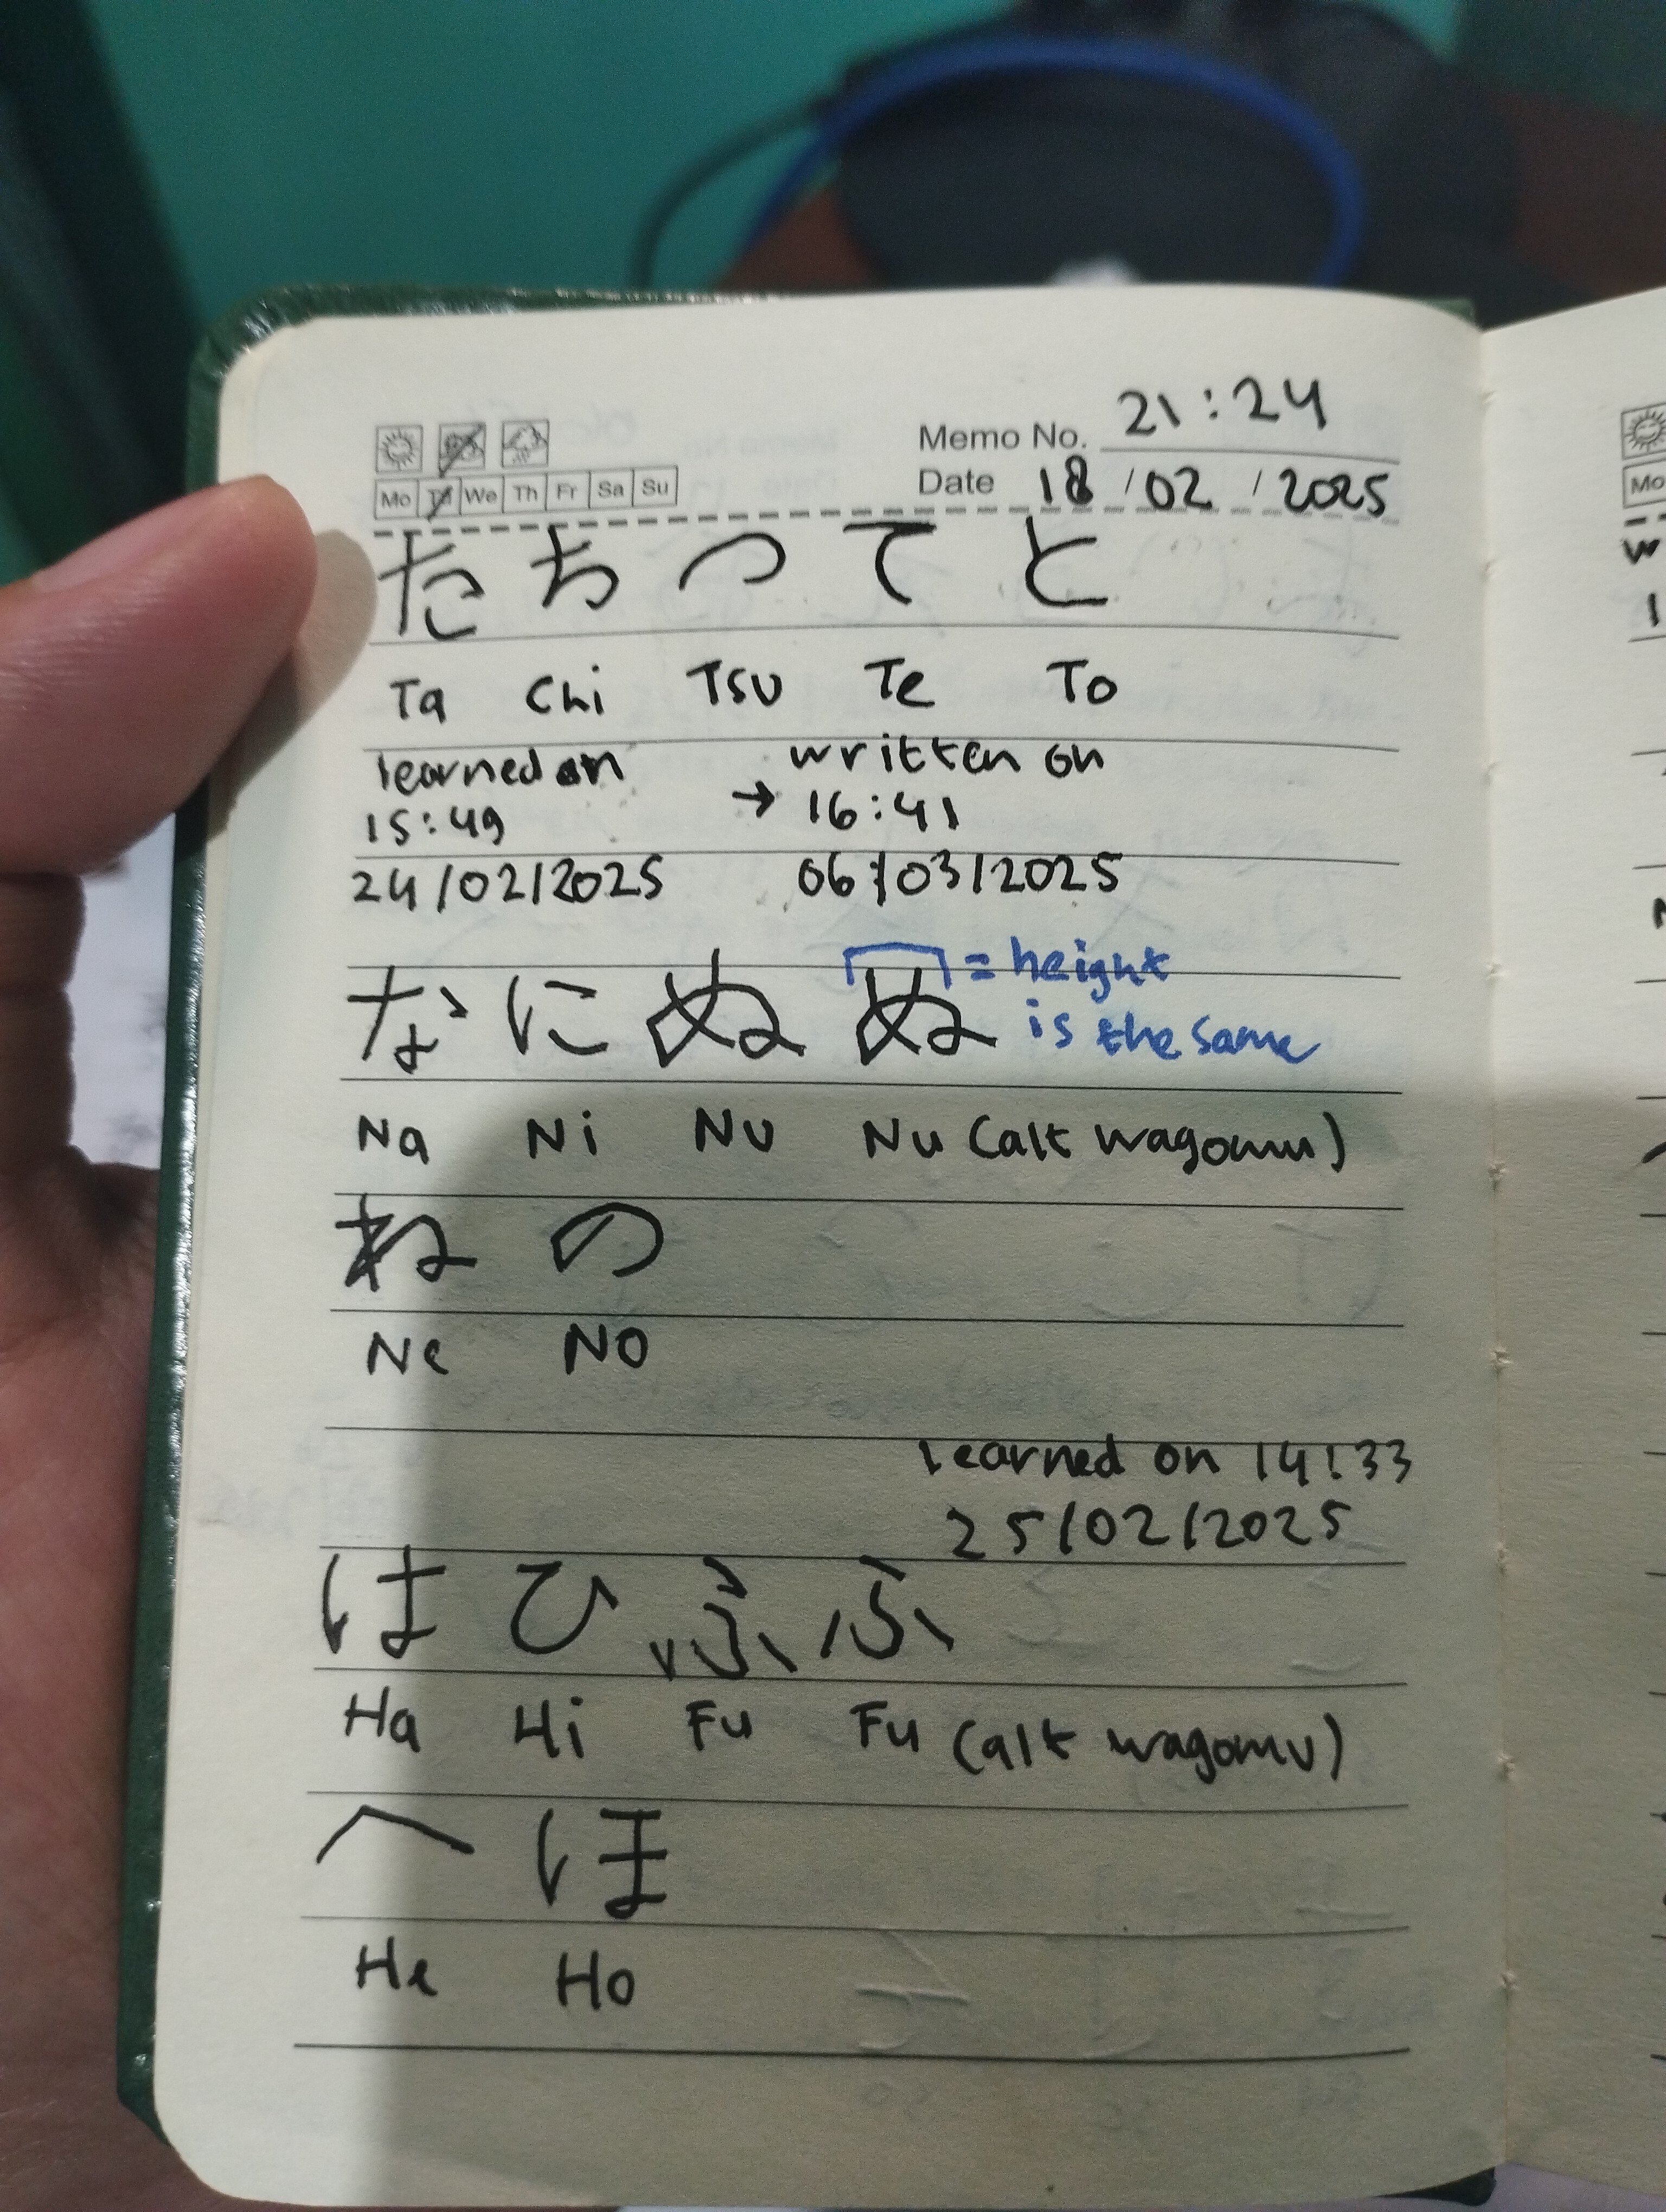 Memo No. 21:24
Mo Tu We Th Fr Sa Su
Date 18/02/2025
た ち つ て と
Ta Chi Tsu Te To
learned on written on
15:49 → 16:41
24/02/2025 06/03/2025
な に ぬ ぬ = height
is the same
Na Ni Nu Nu (alt wagomu)
ね の
Ne No
learned on 14:33
25/02/2025
は ひ ふ ふ
Ha Hi Fu Fu (alt wagomu)
へ ほ
He Ho
Mo